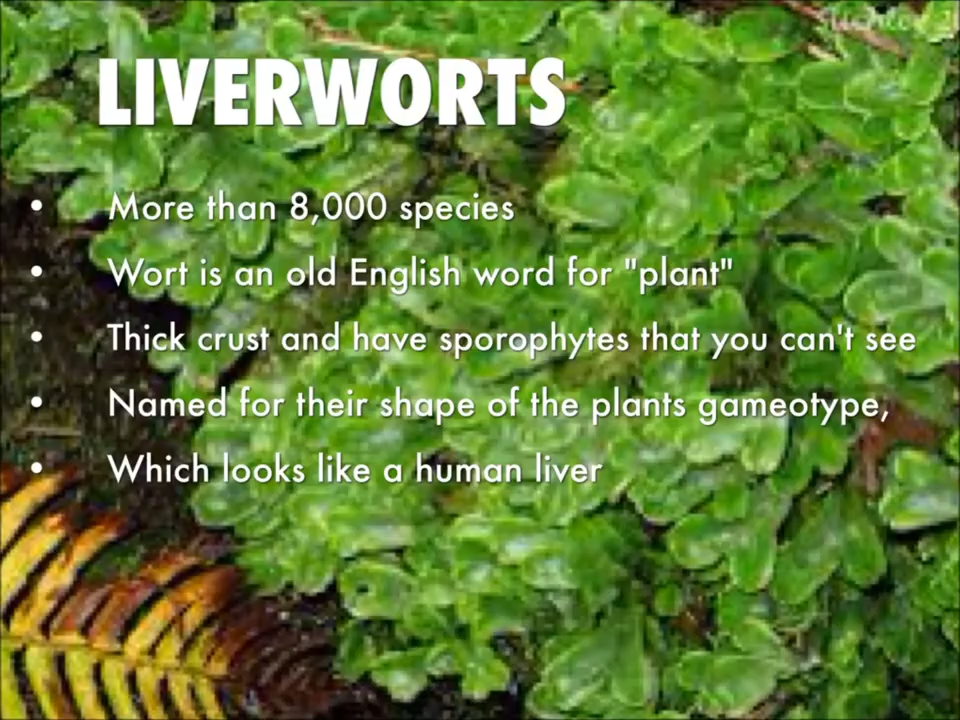 LIVERWORTS
• More than 8,000 species
• Wort is an old English word for "plant"
• Thick crust and have sporophytes that you can't see
• Named for their shape of the plants gameotype,
• Which looks like a human liver